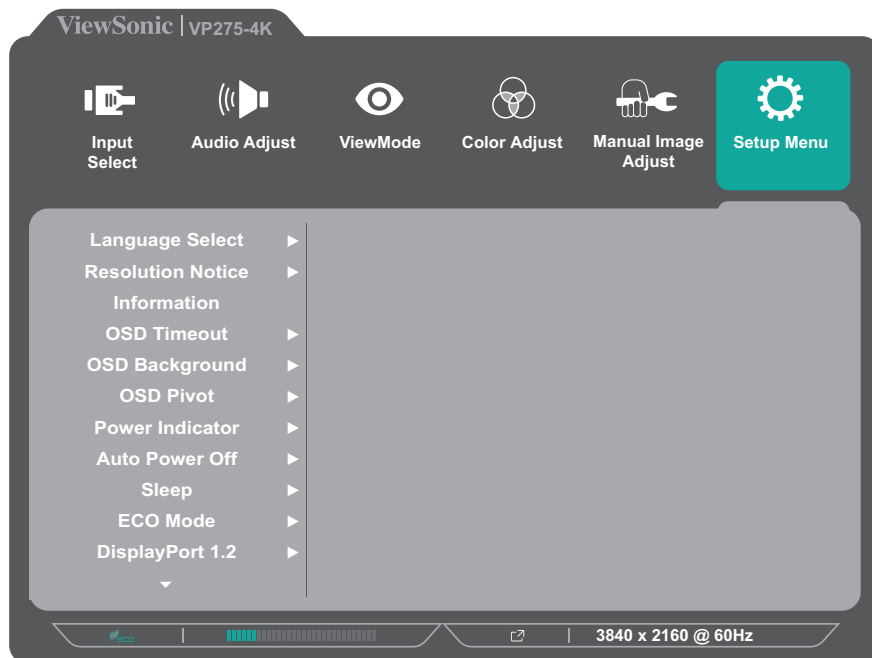 ViewSonic VP275-4K
Input
Select
Audio Adjust
ViewMode
Color Adjust
Manual Image
Adjust
Setup Menu
Language Select
Resolution Notice
Information
OSD Timeout
OSD Background
OSD Pivot
Power Indicator
Auto Power Off
Sleep
ECO Mode
DisplayPort 1.2
eco
3840 x 2160 @ 60Hz